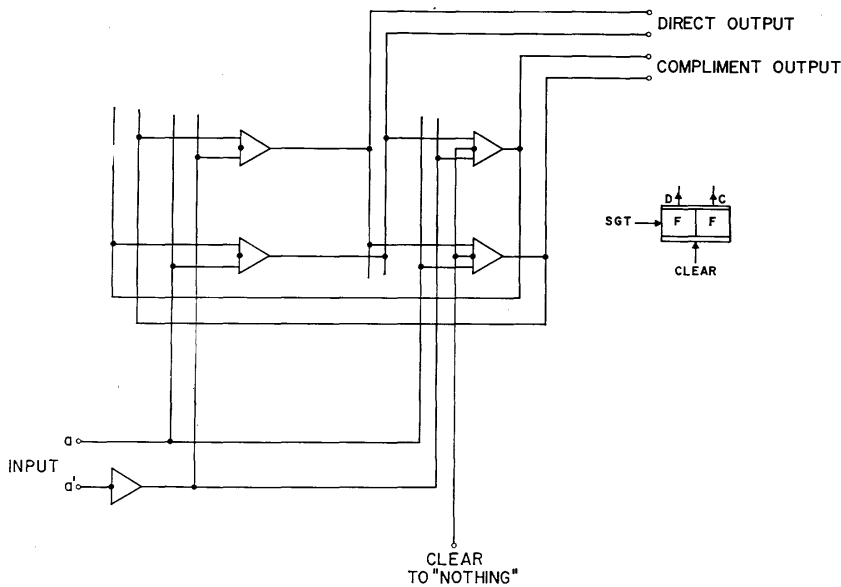 DIRECT OUTPUT
COMPLIMENT OUTPUT
D C
SGT F F
CLEAR
a
INPUT
a'
CLEAR
TO "NOTHING"